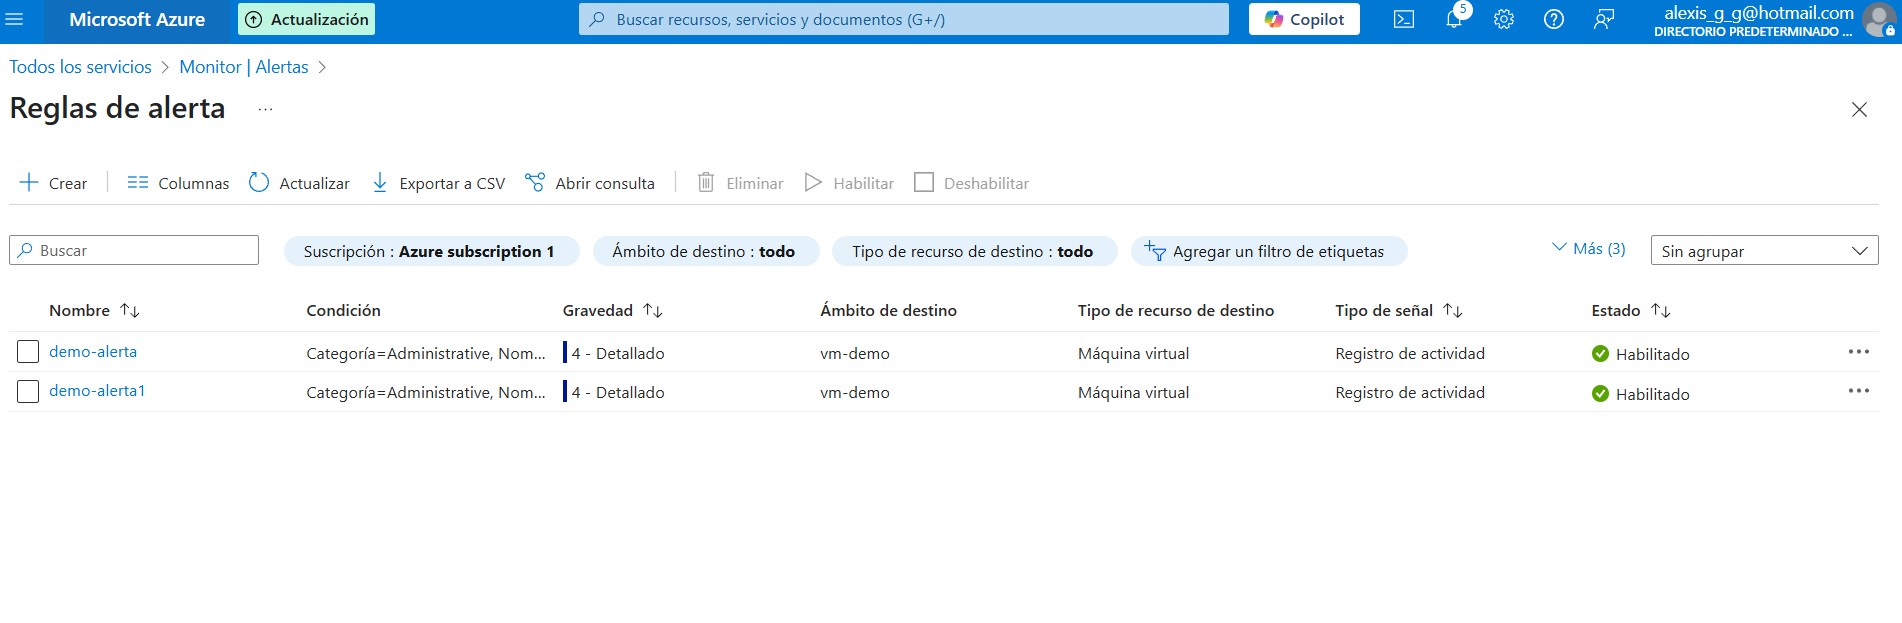 Microsoft Azure
Actualización
Buscar recursos, servicios y documentos (G+/)
Copilot
5
alexis_g_g@hotmail.com
DIRECTORIO PREDETERMINADO ...
Todos los servicios > Monitor | Alertas >
Reglas de alerta ...
Crear Columnas Actualizar Exportar a CSV Abrir consulta Eliminar Habilitar Deshabilitar
Buscar Suscripción : Azure subscription 1 Ámbito de destino : todo Tipo de recurso de destino : todo Agregar un filtro de etiquetas Más (3) Sin agrupar
Nombre Condición Gravedad Ámbito de destino Tipo de recurso de destino Tipo de señal Estado
demo-alerta Categoría=Administrative, Nom... 4 - Detallado vm-demo Máquina virtual Registro de actividad Habilitado
demo-alerta1 Categoría=Administrative, Nom... 4 - Detallado vm-demo Máquina virtual Registro de actividad Habilitado